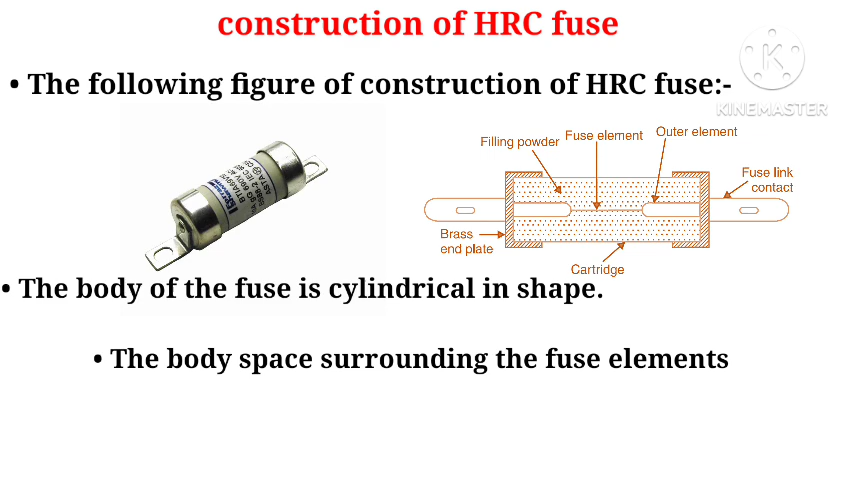 construction of HRC fuse
• The following figure of construction of HRC fuse:-
KINEMASTER
Filling powder
Fuse element
Outer element
Fuse link
contact
Brass
end plate
Cartridge
• The body of the fuse is cylindrical in shape.
• The body space surrounding the fuse elements